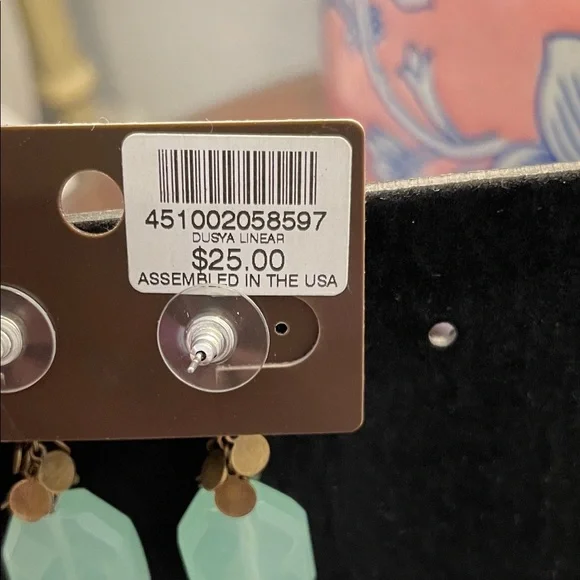 451002058597
DUSYA LINEAR
$25.00
ASSEMBLED IN THE USA